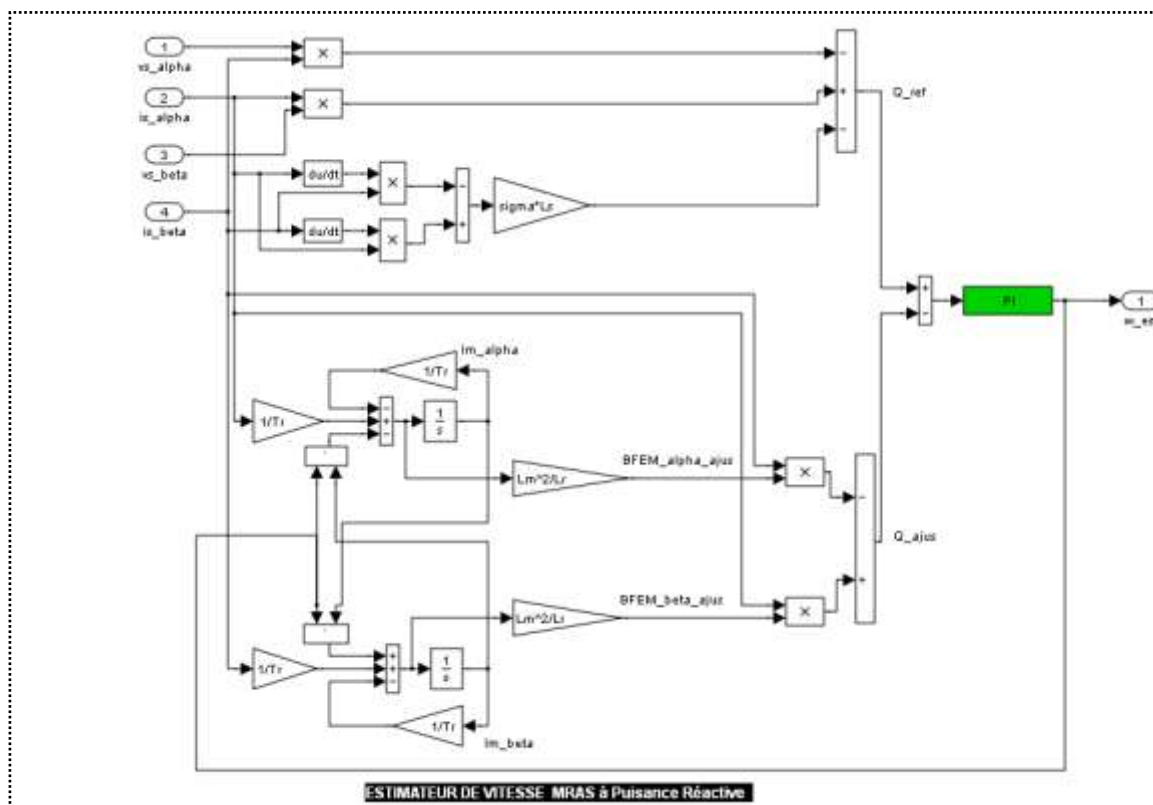 1
vs_alpha
×
−
2
is_alpha
×
+
Q_ref
3
vs_beta
−
du/dt
×
−
4
is_beta
sigma*Ls
du/dt
×
+
+
−
PI
1
Im_alpha
1/Tr
−
1/Tr
+
−
1
s
Lm^2/Lr
BFEM_alpha_ajus
×
−
Q_ajus
Lm^2/Lr
BFEM_beta_ajus
×
+
1/Tr
+
+
−
1
s
1/Tr
Im_beta
ESTIMATEUR DE VITESSE MRAS à Puisance Réactive